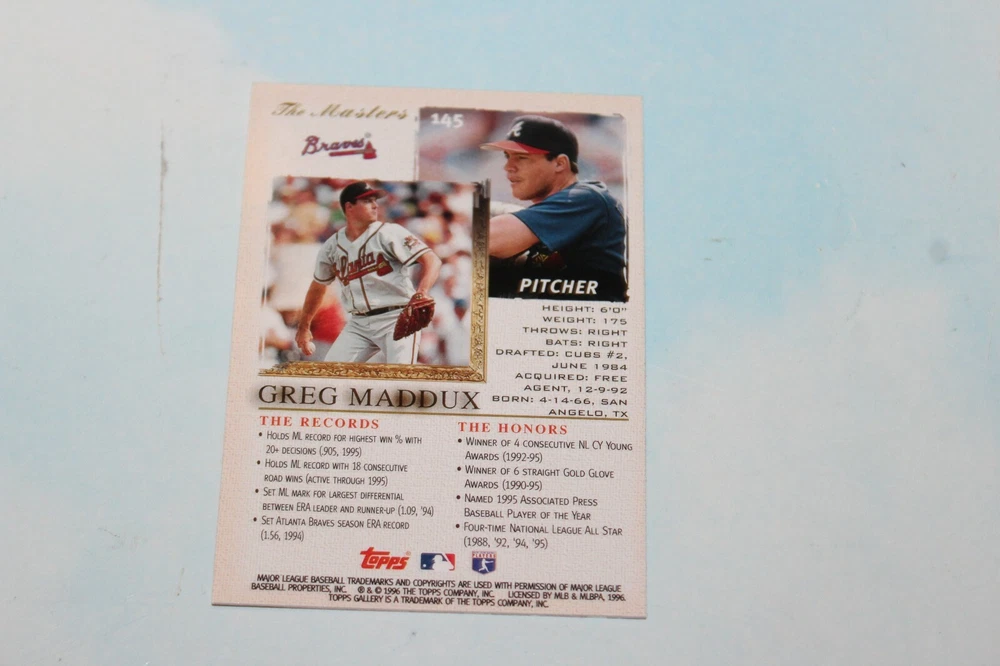 The Masters
145
Braves
Atlanta
A
PITCHER
HEIGHT: 6'0"
WEIGHT: 175
THROWS: RIGHT
BATS: RIGHT
DRAFTED: CUBS #2,
JUNE 1984
ACQUIRED: FREE
AGENT, 12-9-92
BORN: 4-14-66, SAN
ANGELO, TX
GREG MADDUX
THE RECORDS
• HOLDS ML RECORD FOR HIGHEST WIN % WITH
20+ DECISIONS (.905, 1995)
• HOLDS ML RECORD WITH 18 CONSECUTIVE
ROAD WINS (ACTIVE THROUGH 1995)
• SET ML MARK FOR LARGEST DIFFERENTIAL
BETWEEN ERA LEADER AND RUNNER-UP (1.09, '94)
• SET ATLANTA BRAVES SEASON ERA RECORD
(1.56, 1994)
THE HONORS
• WINNER OF 4 CONSECUTIVE NL CY YOUNG
AWARDS (1992-95)
• WINNER OF 6 STRAIGHT GOLD GLOVE
AWARDS (1990-95)
• NAMED 1995 ASSOCIATED PRESS
BASEBALL PLAYER OF THE YEAR
• FOUR-TIME NATIONAL LEAGUE ALL STAR
(1988, '92, '94, '95)
Topps
PLAYERS
MAJOR LEAGUE BASEBALL TRADEMARKS AND COPYRIGHTS ARE USED WITH PERMISSION OF MAJOR LEAGUE
BASEBALL PROPERTIES, INC. ® & © 1996 THE TOPPS COMPANY, INC. LICENSED BY MLB & MLBPA, 1996.
TOPPS GALLERY IS A TRADEMARK OF THE TOPPS COMPANY, INC.